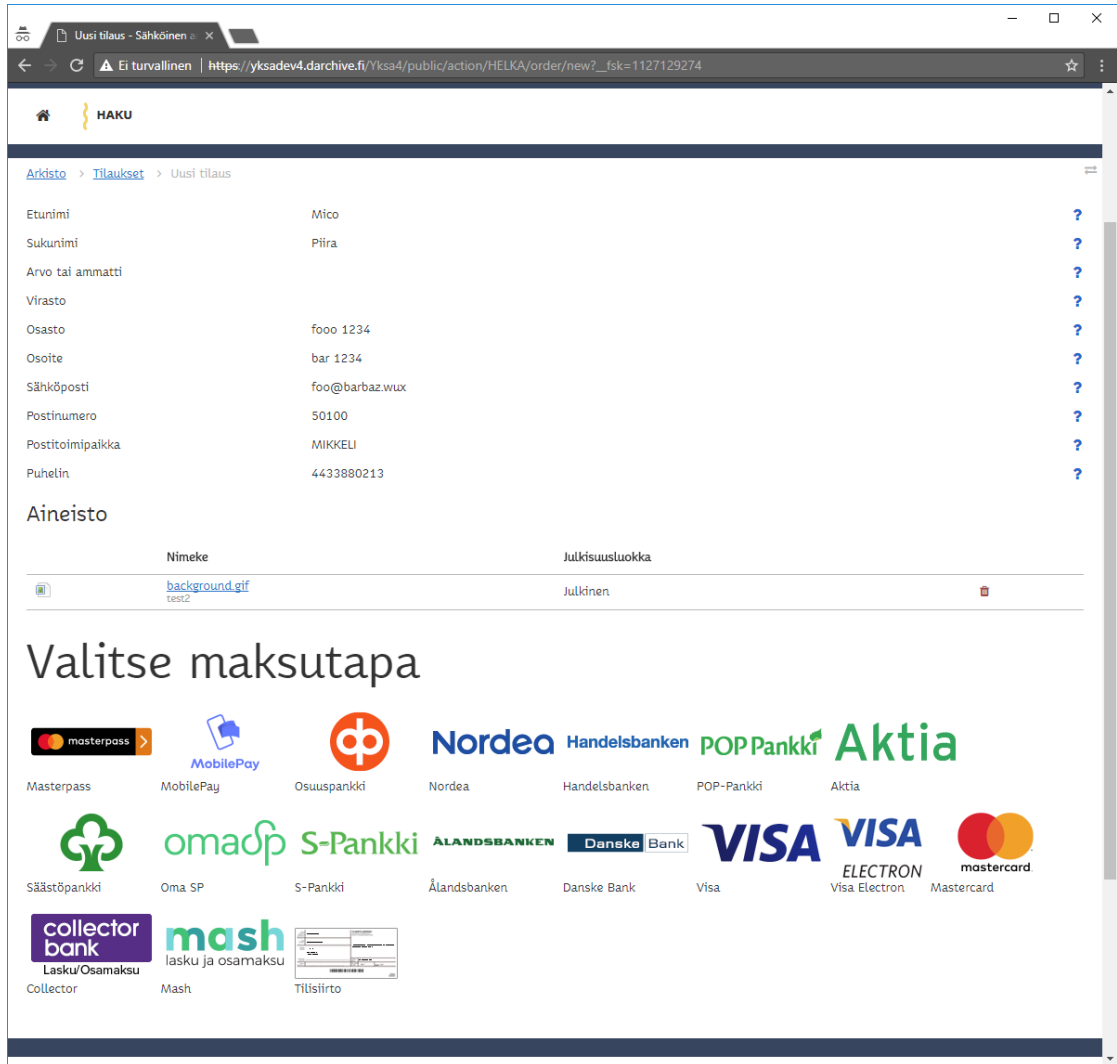 Uusi tilaus - Sähköinen a
Ei turvallinen | https://yksadev4.darchive.fi/Yksa4/public/action/HELKA/order/new?__fsk=1127129274
HAKU
Arkisto > Tilaukset > Uusi tilaus
Etunimi Mico ?
Sukunimi Piira ?
Arvo tai ammatti ?
Virasto ?
Osasto fooo 1234 ?
Osoite bar 1234 ?
Sähköposti foo@barbaz.wux ?
Postinumero 50100 ?
Postitoimipaikka MIKKELI ?
Puhelin 4433880213 ?
Aineisto
Nimeke Julkisuusluokka
background.gif Julkinen
test2
Valitse maksutapa
masterpass MobilePay op Nordea Handelsbanken POP Pankki Aktia
Masterpass MobilePay Osuuspankki Nordea Handelsbanken POP-Pankki Aktia
omasp S-Pankki ÅLANDSBANKEN Danske Bank VISA VISA ELECTRON mastercard.
Säästöpankki Oma SP S-Pankki Ålandsbanken Danske Bank Visa Visa Electron Mastercard
collector bank mash
Lasku/Osamaksu lasku ja osamaksu
Collector Mash Tilisiirto